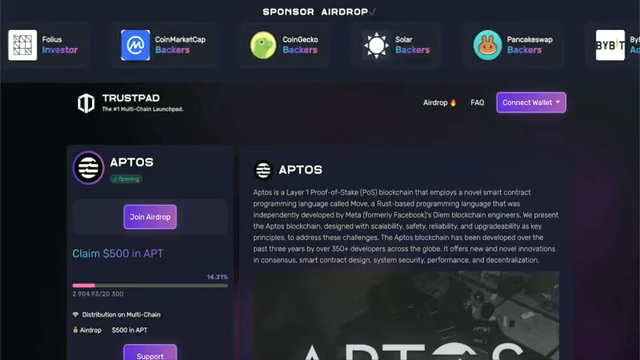 SPONSOR AIRDROP
Folius
Investor
CoinMarketCap
Backers
CoinGecko
Backers
Solar
Backers
Pancakeswap
Backers
BYBIT
TRUSTPAD
The #1 Multi-Chain Launchpad.
Airdrop
FAQ
Connect Wallet
APTOS
Opening
Join Airdrop
Claim $500 in APT
14.31%
2 904.93/20 300
Distribution on Multi-Chain
Airdrop $500 in APT
Support
APTOS
Aptos is a Layer 1 Proof-of-Stake (PoS) blockchain that employs a novel smart contract
programming language called Move, a Rust-based programming language that was
independently developed by Meta (formerly Facebook)'s Diem blockchain engineers. We present
the Aptos blockchain, designed with scalability, safety, reliability, and upgradeability as key
principles, to address these challenges. The Aptos blockchain has been developed over the
past three years by over 350+ developers across the globe. It offers new and novel innovations
in consensus, smart contract design, system security, performance, and decentralization.
APTOS